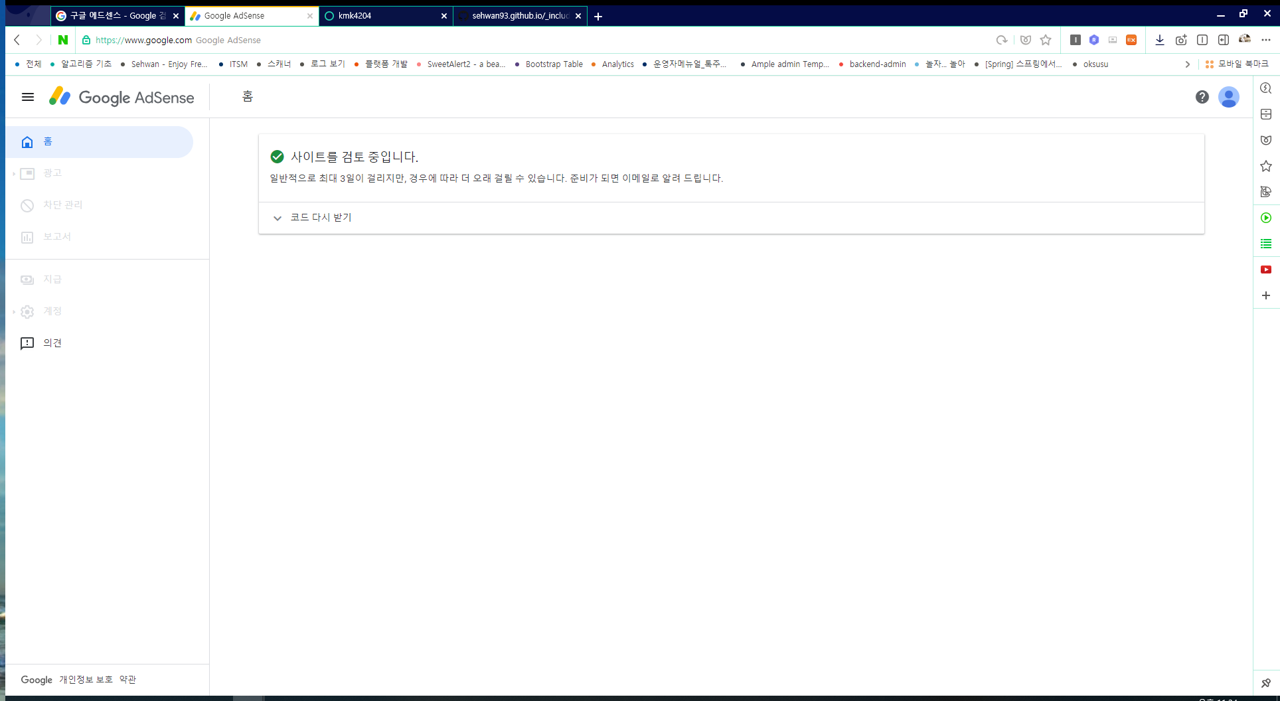 구글 애드센스 - Google 검
Google AdSense
kmk4204
sehwan93.github.io/_inclu
https://www.google.com Google AdSense
전체
알고리즘 기초
Sehwan - Enjoy Fre...
ITSM
스캐너
로그 보기
플랫폼 개발
SweetAlert2 - a bea...
Bootstrap Table
Analytics
운영자메뉴얼_톡주...
Ample admin Temp...
backend-admin
놀자.. 놀아
[Spring] 스프링에서...
oksusu
모바일 북마크
Google AdSense
홈
홈
광고
차단 관리
보고서
지급
계정
의견
사이트를 검토 중입니다.
일반적으로 최대 3일이 걸리지만, 경우에 따라 더 오래 걸릴 수 있습니다. 준비가 되면 이메일로 알려 드립니다.
코드 다시 받기
Google 개인정보 보호 약관